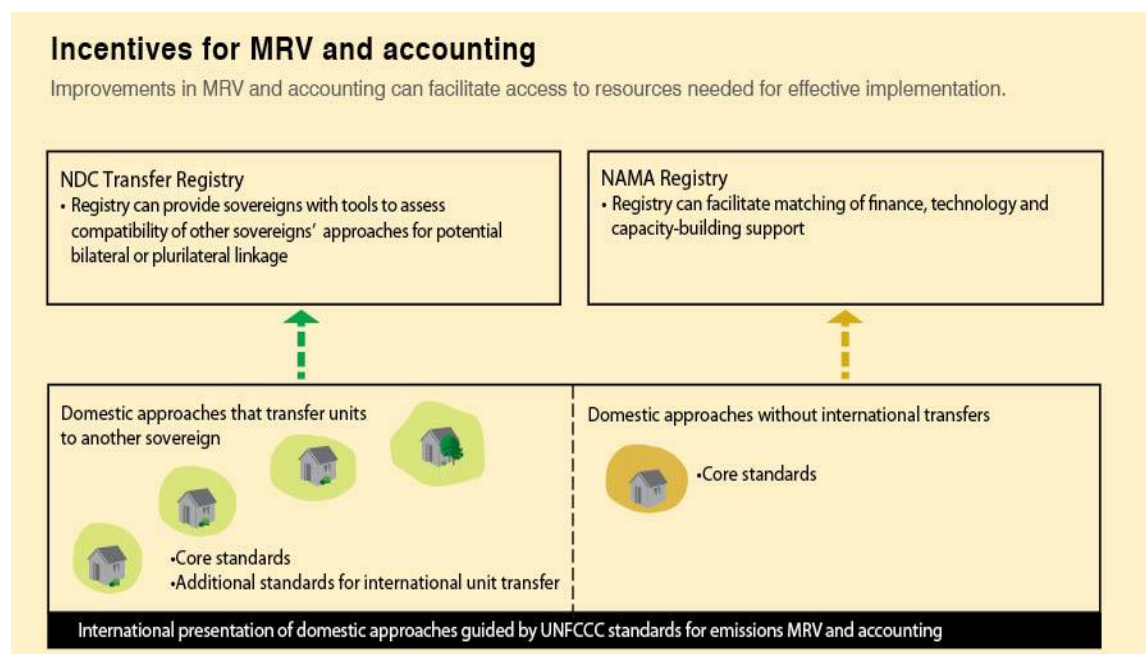 Incentives for MRV and accounting
Improvements in MRV and accounting can facilitate access to resources needed for effective implementation.
NDC Transfer Registry
• Registry can provide sovereigns with tools to assess
compatibility of other sovereigns’ approaches for potential
bilateral or plurilateral linkage
NAMA Registry
• Registry can facilitate matching of finance, technology and
capacity-building support
Domestic approaches that transfer units
to another sovereign
•Core standards
•Additional standards for international unit transfer
Domestic approaches without international transfers
•Core standards
International presentation of domestic approaches guided by UNFCCC standards for emissions MRV and accounting